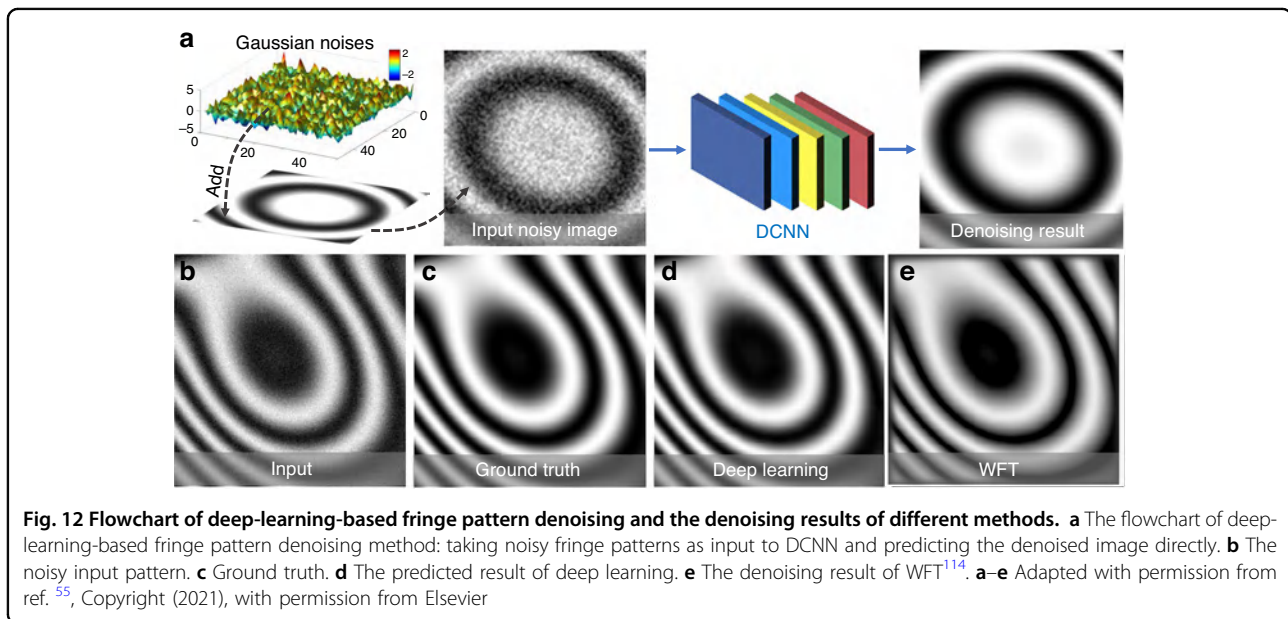 a
Gaussian noises
2
−2
5
0
−5
0
20
40
40
20
0
Add
Input noisy image
DCNN
Denoising result
b
Input
c
Ground truth
d
Deep learning
e
WFT
Fig. 12 Flowchart of deep-learning-based fringe pattern denoising and the denoising results of different methods. a The flowchart of deep-
learning-based fringe pattern denoising method: taking noisy fringe patterns as input to DCNN and predicting the denoised image directly. b The
noisy input pattern. c Ground truth. d The predicted result of deep learning. e The denoising result of WFT114. a–e Adapted with permission from
ref. 55, Copyright (2021), with permission from Elsevier